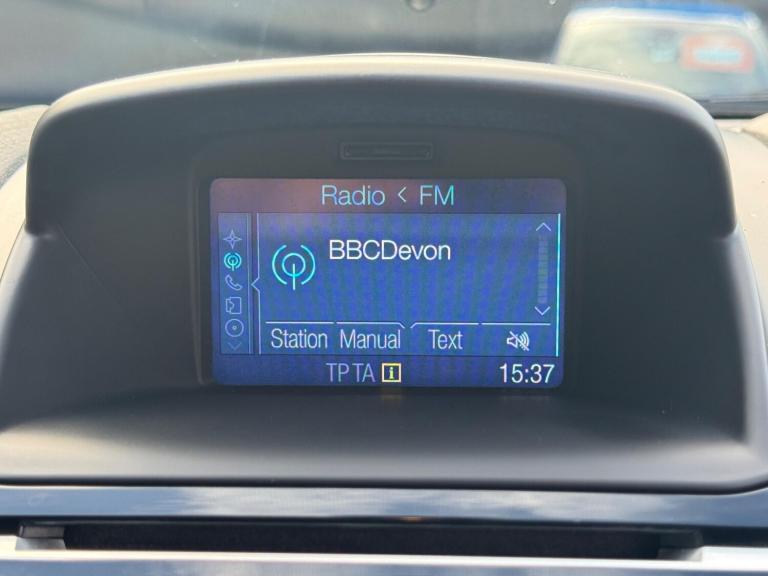 Radio < FM
BBCDevon
Station Manual Text
TP TA i 15:37